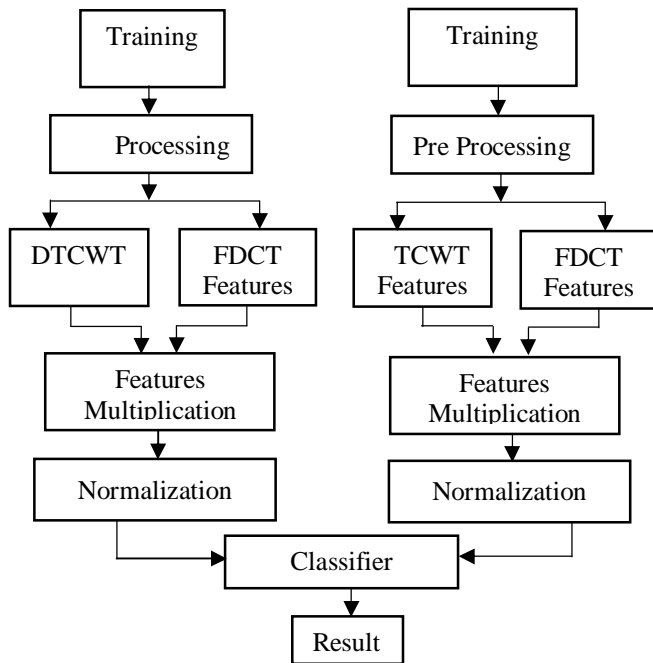 Training
Training
Processing
Pre Processing
DTCWT
FDCT
Features
TCWT
Features
FDCT
Features
Features
Multiplication
Features
Multiplication
Normalization
Normalization
Classifier
Result